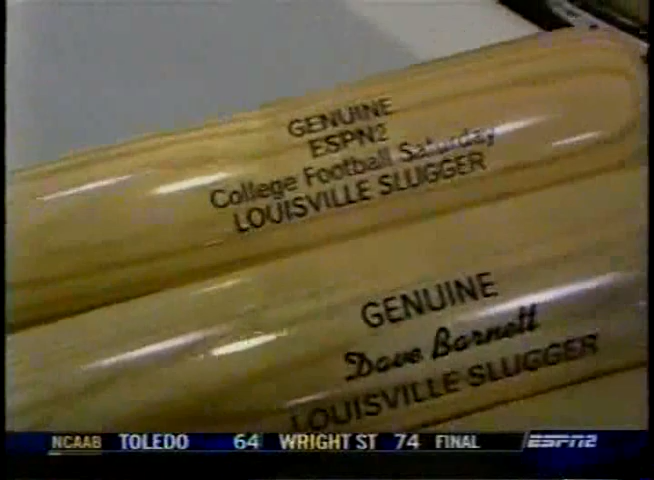 GENUINE
ESPN2
College Football Saturday
LOUISVILLE SLUGGER
GENUINE
Dave Barnett
LOUISVILLE SLUGGER
NCAAB TOLEDO 64 WRIGHT ST 74 FINAL ESPN2